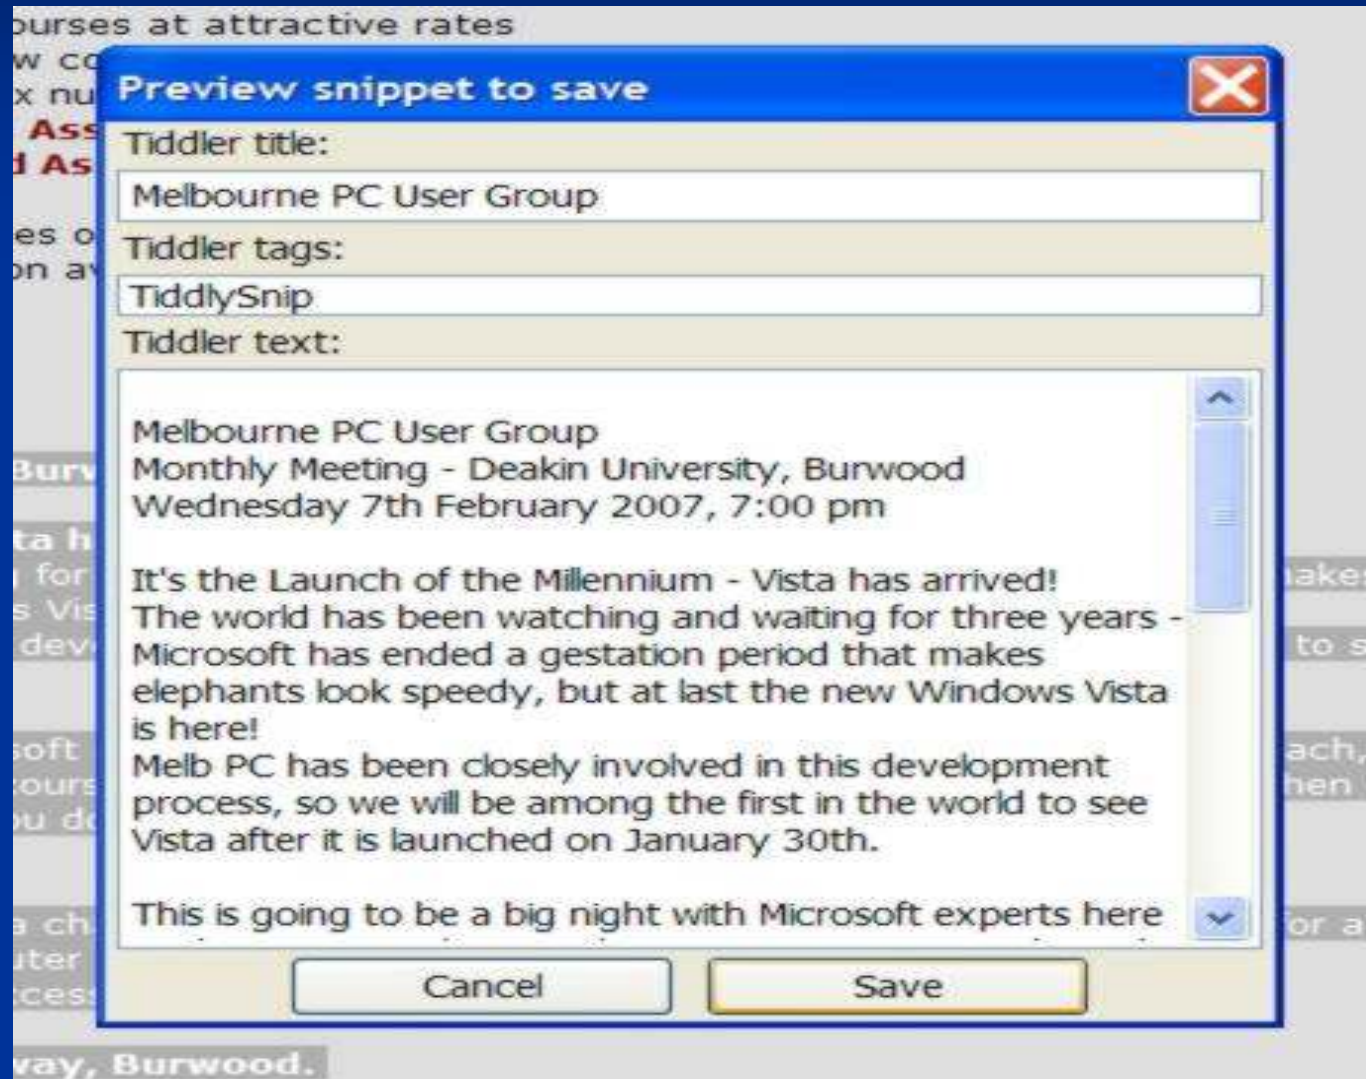 ourses at attractive rates
Preview snippet to save
Tiddler title:
Melbourne PC User Group
Tiddler tags:
TiddlySnip
Tiddler text:
Melbourne PC User Group
Monthly Meeting - Deakin University, Burwood
Wednesday 7th February 2007, 7:00 pm
It's the Launch of the Millennium - Vista has arrived!
The world has been watching and waiting for three years -
Microsoft has ended a gestation period that makes
elephants look speedy, but at last the new Windows Vista
is here!
Melb PC has been closely involved in this development
process, so we will be among the first in the world to see
Vista after it is launched on January 30th.
This is going to be a big night with Microsoft experts here
Cancel
Save
way, Burwood.